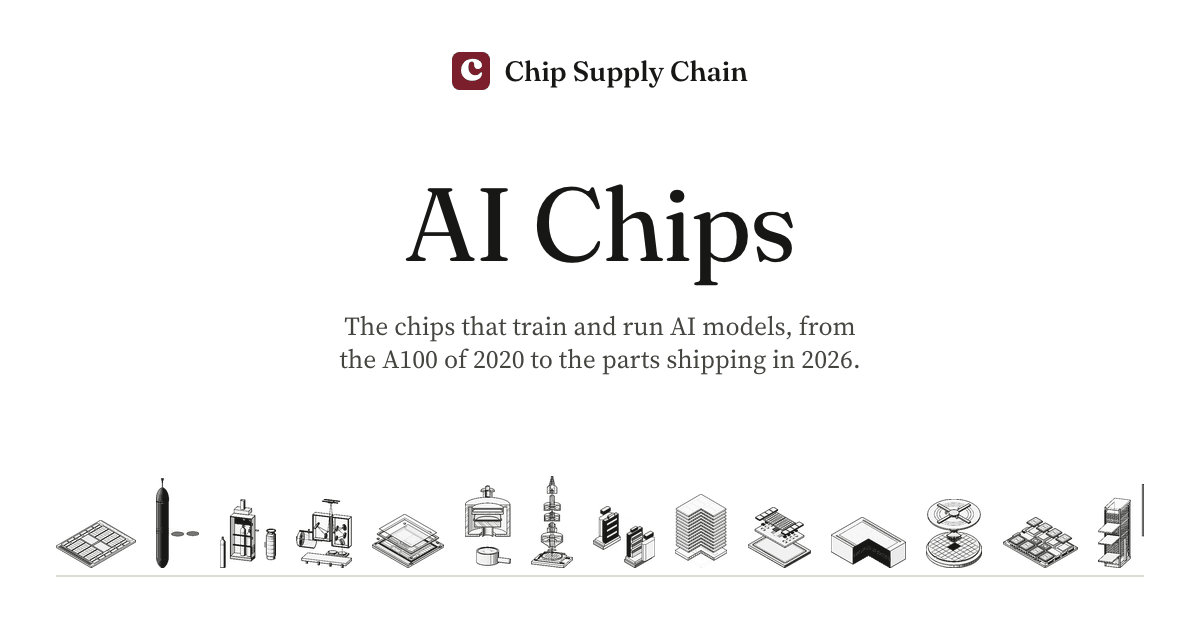 C Chip Supply Chain
AI Chips
The chips that train and run AI models, from
the A100 of 2020 to the parts shipping in 2026.